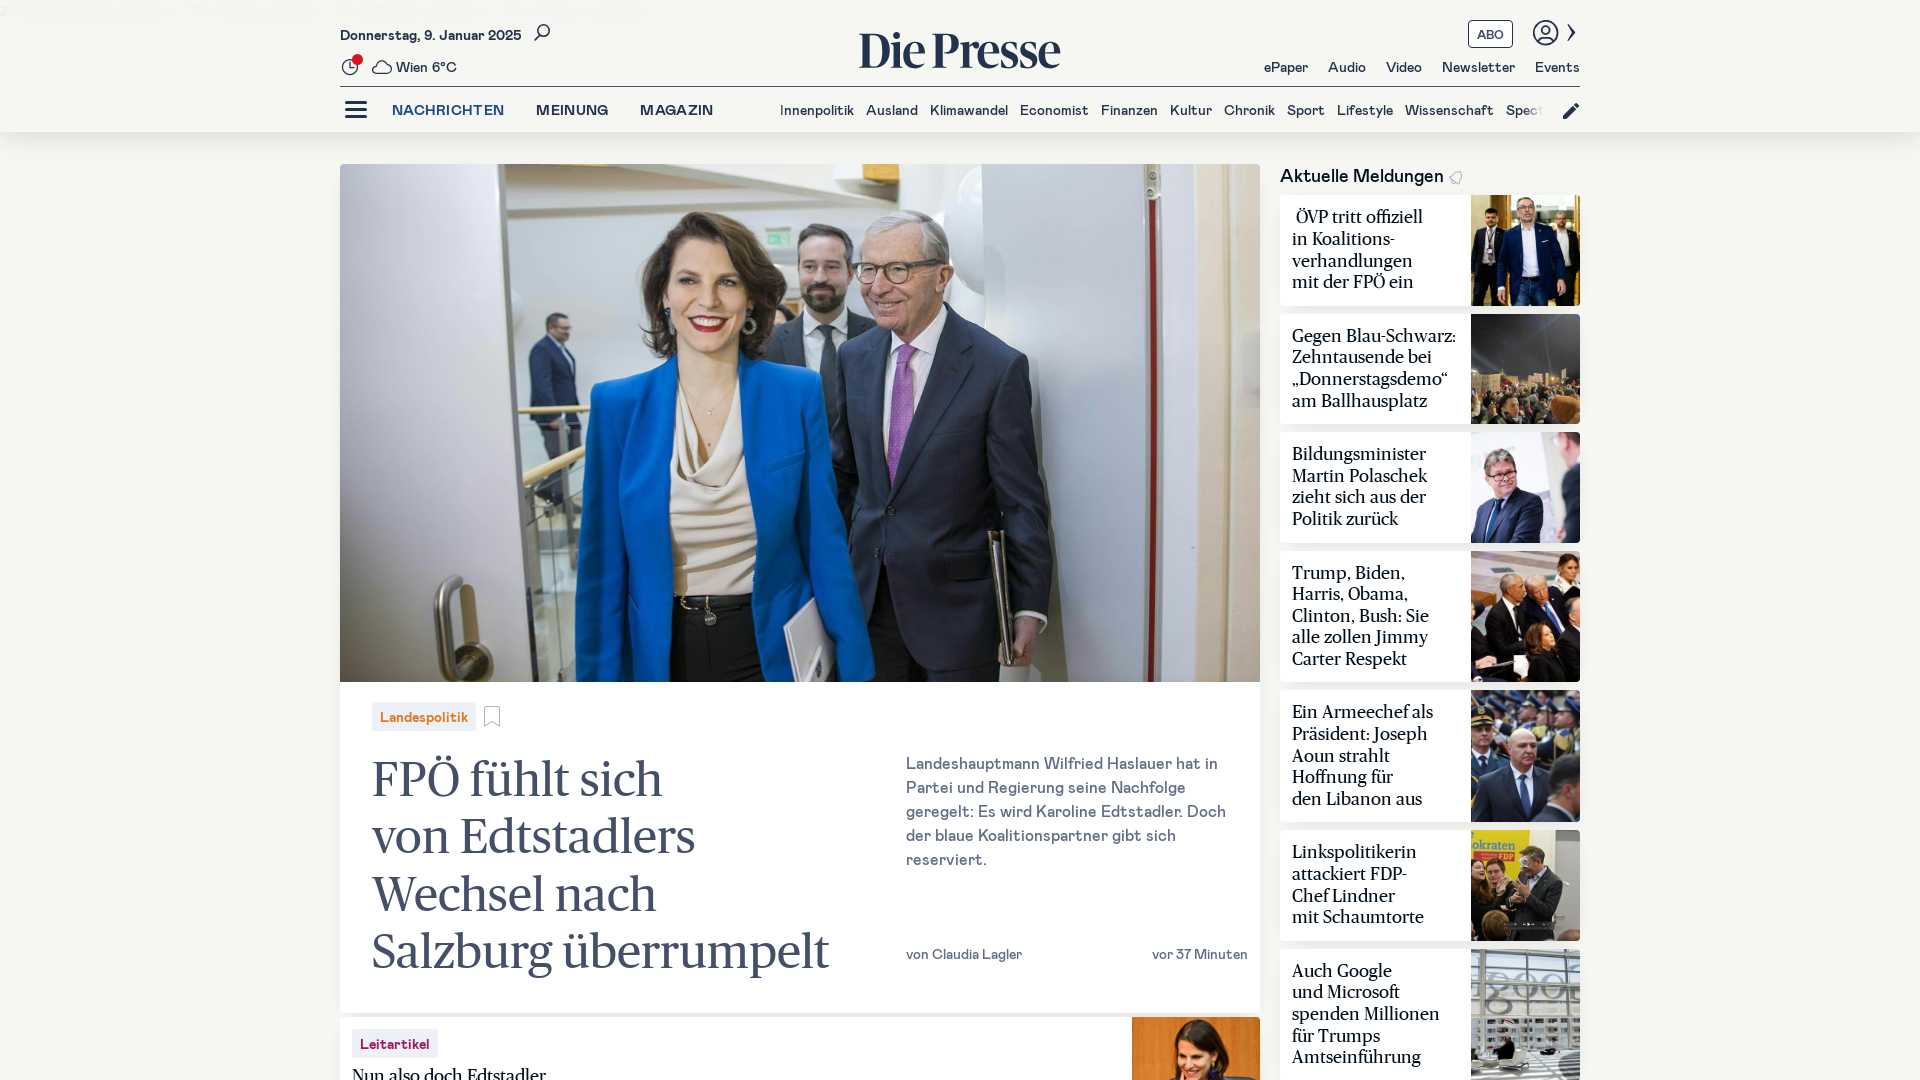 Donnerstag, 9. Januar 2025
Wien 6°C
Die Presse
ABO
ePaper Audio Video Newsletter Events
NACHRICHTEN MEINUNG MAGAZIN
Innenpolitik Ausland Klimawandel Economist Finanzen Kultur Chronik Sport Lifestyle Wissenschaft Spect
Landespolitik
FPÖ fühlt sich
von Edtstadlers
Wechsel nach
Salzburg überrumpelt
Landeshauptmann Wilfried Haslauer hat in
Partei und Regierung seine Nachfolge
geregelt: Es wird Karoline Edtstadler. Doch
der blaue Koalitionspartner gibt sich
reserviert.
von Claudia Lagler
vor 37 Minuten
Leitartikel
Nun also doch Edtstadler
Aktuelle Meldungen
ÖVP tritt offiziell
in Koalitions-
verhandlungen
mit der FPÖ ein
Gegen Blau-Schwarz:
Zehntausende bei
„Donnerstagsdemo“
am Ballhausplatz
Bildungsminister
Martin Polaschek
zieht sich aus der
Politik zurück
Trump, Biden,
Harris, Obama,
Clinton, Bush: Sie
alle zollen Jimmy
Carter Respekt
Ein Armeechef als
Präsident: Joseph
Aoun strahlt
Hoffnung für
den Libanon aus
Linkspolitikerin
attackiert FDP-
Chef Lindner
mit Schaumtorte
okraten
FDP
Auch Google
und Microsoft
spenden Millionen
für Trumps
Amtseinführung